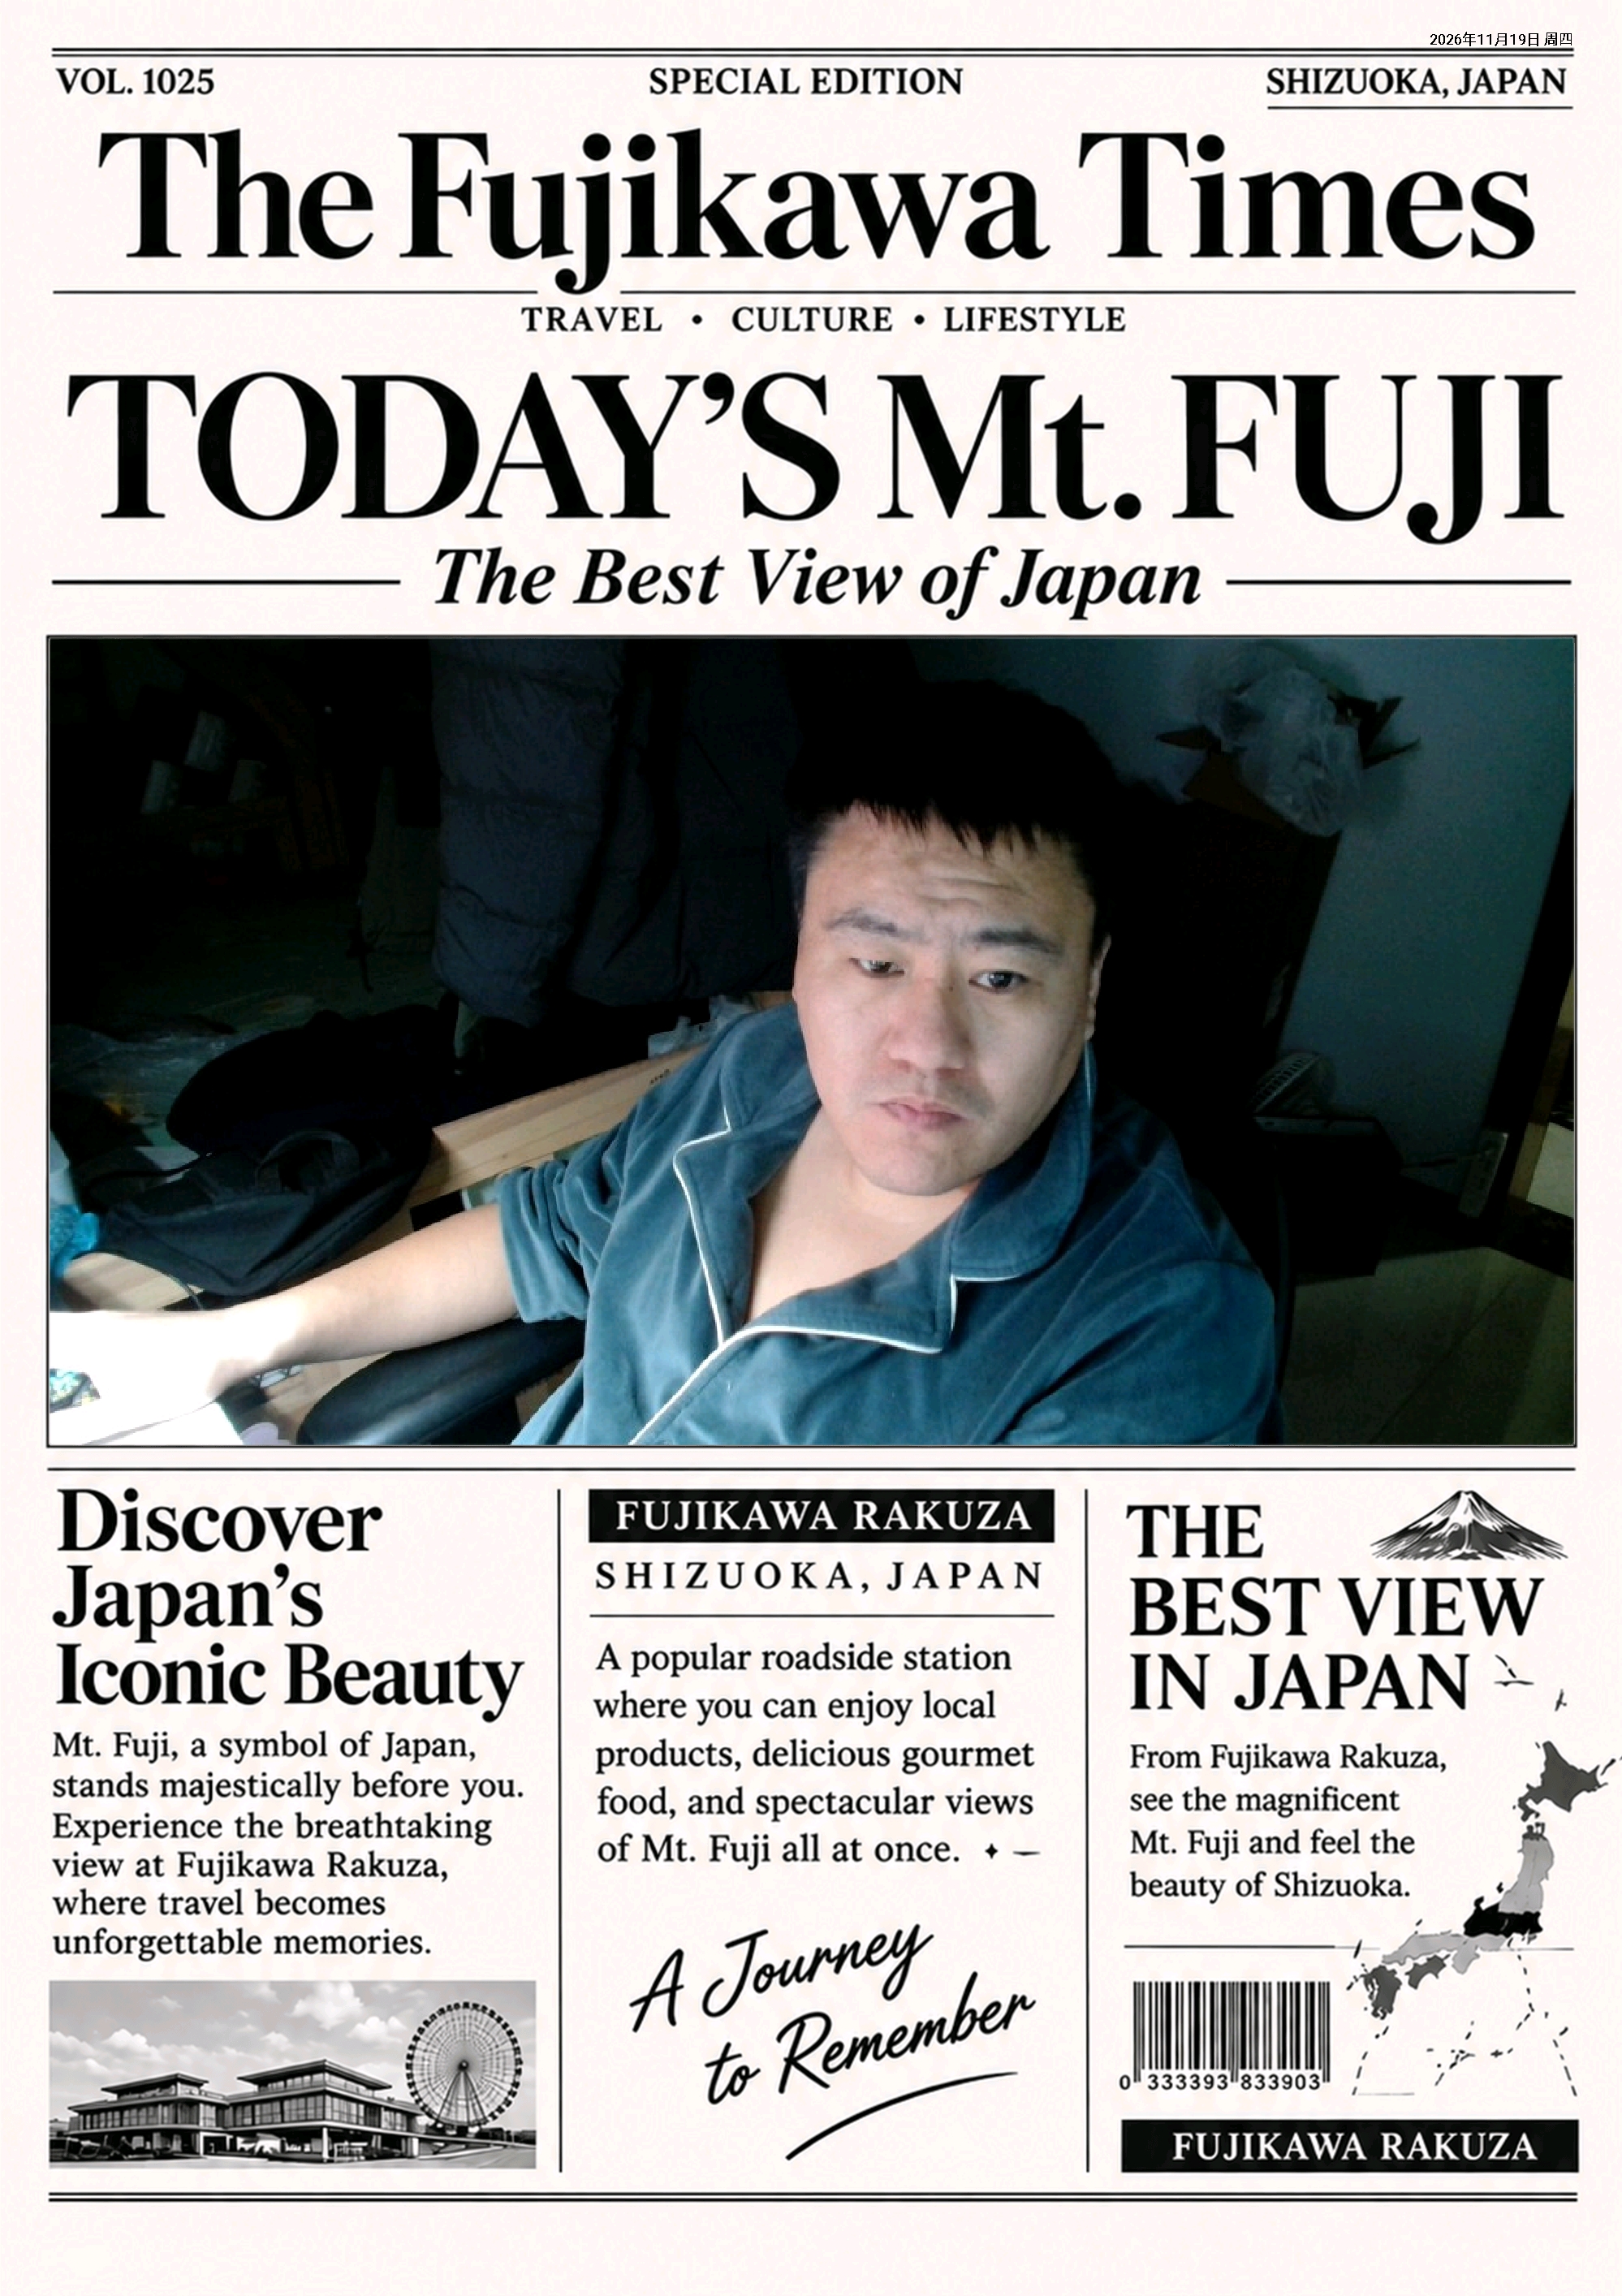 2026年11月19日 周四
VOL. 1025
SPECIAL EDITION
SHIZUOKA, JAPAN
The Fujikawa Times
TRAVEL • CULTURE • LIFESTYLE
TODAY’S Mt. FUJI
The Best View of Japan
Discover
Japan’s
Iconic Beauty
Mt. Fuji, a symbol of Japan,
stands majestically before you.
Experience the breathtaking
view at Fujikawa Rakuza,
where travel becomes
unforgettable memories.
FUJIKAWA RAKUZA
SHIZUOKA, JAPAN
A popular roadside station
where you can enjoy local
products, delicious gourmet
food, and spectacular views
of Mt. Fuji all at once.
A Journey
to Remember
THE
BEST VIEW
IN JAPAN
From Fujikawa Rakuza,
see the magnificent
Mt. Fuji and feel the
beauty of Shizuoka.
0 333393 833903
FUJIKAWA RAKUZA